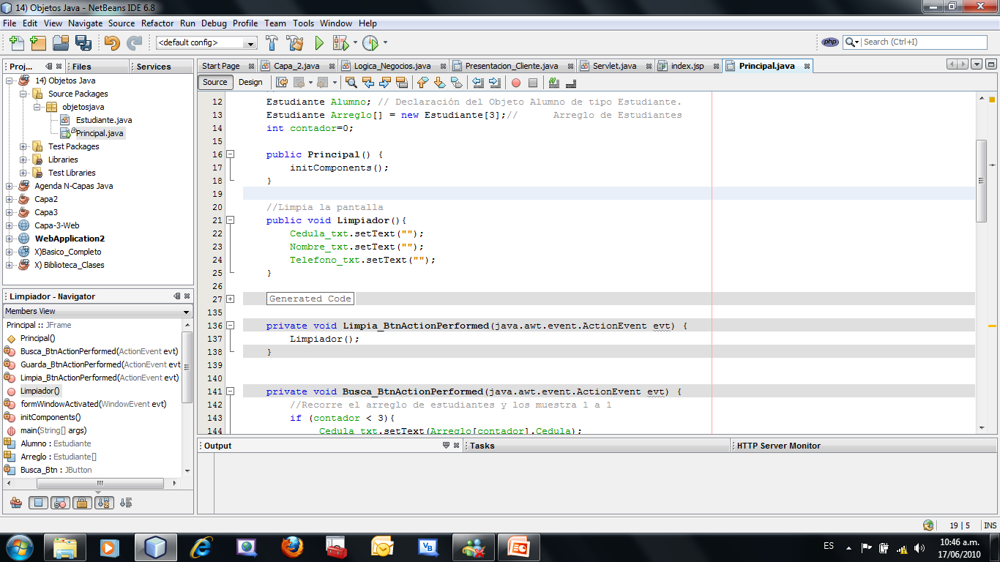 14) Objetos Java - NetBeans IDE 6.8
File Edit View Navigate Source Refactor Run Debug Profile Team Tools Window Help
<default config>
php
Search (Ctrl+I)
Proj... Files Services
14) Objetos Java
Source Packages
objetosjava
Estudiante.java
Principal.java
Test Packages
Libraries
Test Libraries
Agenda N-Capas Java
Capa2
Capa3
Capa-3-Web
WebApplication2
X)Basico_Completo
X) Biblioteca_Clases
Limpiador - Navigator
Members View
Principal :: JFrame
Principal()
Busca_BtnActionPerformed(ActionEvent evt)
Guarda_BtnActionPerformed(ActionEvent evt
Limpia_BtnActionPerformed(ActionEvent evt)
Limpiador()
formWindowActivated(WindowEvent evt)
initComponents()
main(String[] args)
Alumno : Estudiante
Arreglo : Estudiante[]
Busca_Btn : JButton
Start Page Capa_2.java Logica_Negocios.java Presentacion_Cliente.java Servlet.java index.jsp Principal.java
Source Design
12 Estudiante Alumno; // Declaración del Objeto Alumno de tipo Estudiante.
13 Estudiante Arreglo[] = new Estudiante[3];// Arreglo de Estudiantes
14 int contador=0;
15
16 public Principal() {
17 initComponents();
18 }
19
20 //Limpia la pantalla
21 public void Limpiador(){
22 Cedula_txt.setText("");
23 Nombre_txt.setText("");
24 Telefono_txt.setText("");
25 }
26
27 Generated Code
135
136 private void Limpia_BtnActionPerformed(java.awt.event.ActionEvent evt) {
137 Limpiador();
138 }
139
140
141 private void Busca_BtnActionPerformed(java.awt.event.ActionEvent evt) {
142 //Recorre el arreglo de estudiantes y los muestra 1 a 1
143 if (contador < 3){
144 Cedula_txt.setText(Arreglo[contador].Cedula);
Output Tasks HTTP Server Monitor
19 | 5 INS
VB
ES
10:46 a.m.
17/06/2010